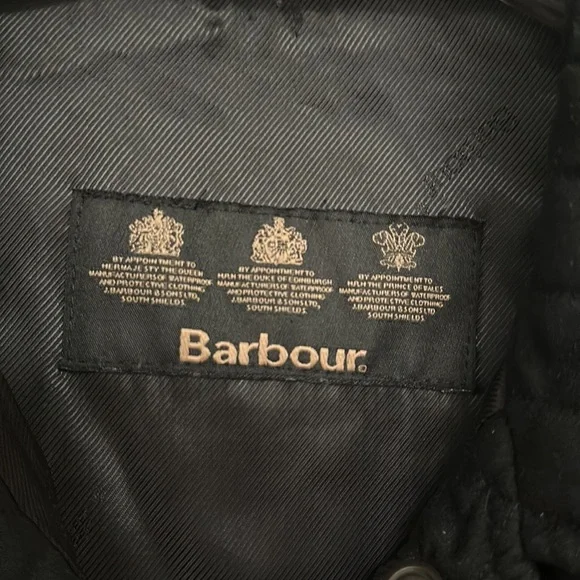 BY APPOINTMENT TO
HER MAJESTY THE QUEEN
MANUFACTURERS OF WATERPROOF
AND PROTECTIVE CLOTHING
J.BARBOUR & SONS LTD
SOUTH SHIELDS
BY APPOINTMENT TO
H.R.H. THE DUKE OF EDINBURGH
MANUFACTURERS OF WATERPROOF
AND PROTECTIVE CLOTHING
J.BARBOUR & SONS LTD,
SOUTH SHIELDS.
BY APPOINTMENT TO
H.R.H. THE PRINCE OF WALES
MANUFACTURERS OF WATERPROOF
AND PROTECTIVE CLOTHING
J.BARBOUR & SONS LTD
SOUTH SHIELDS.
Barbour®